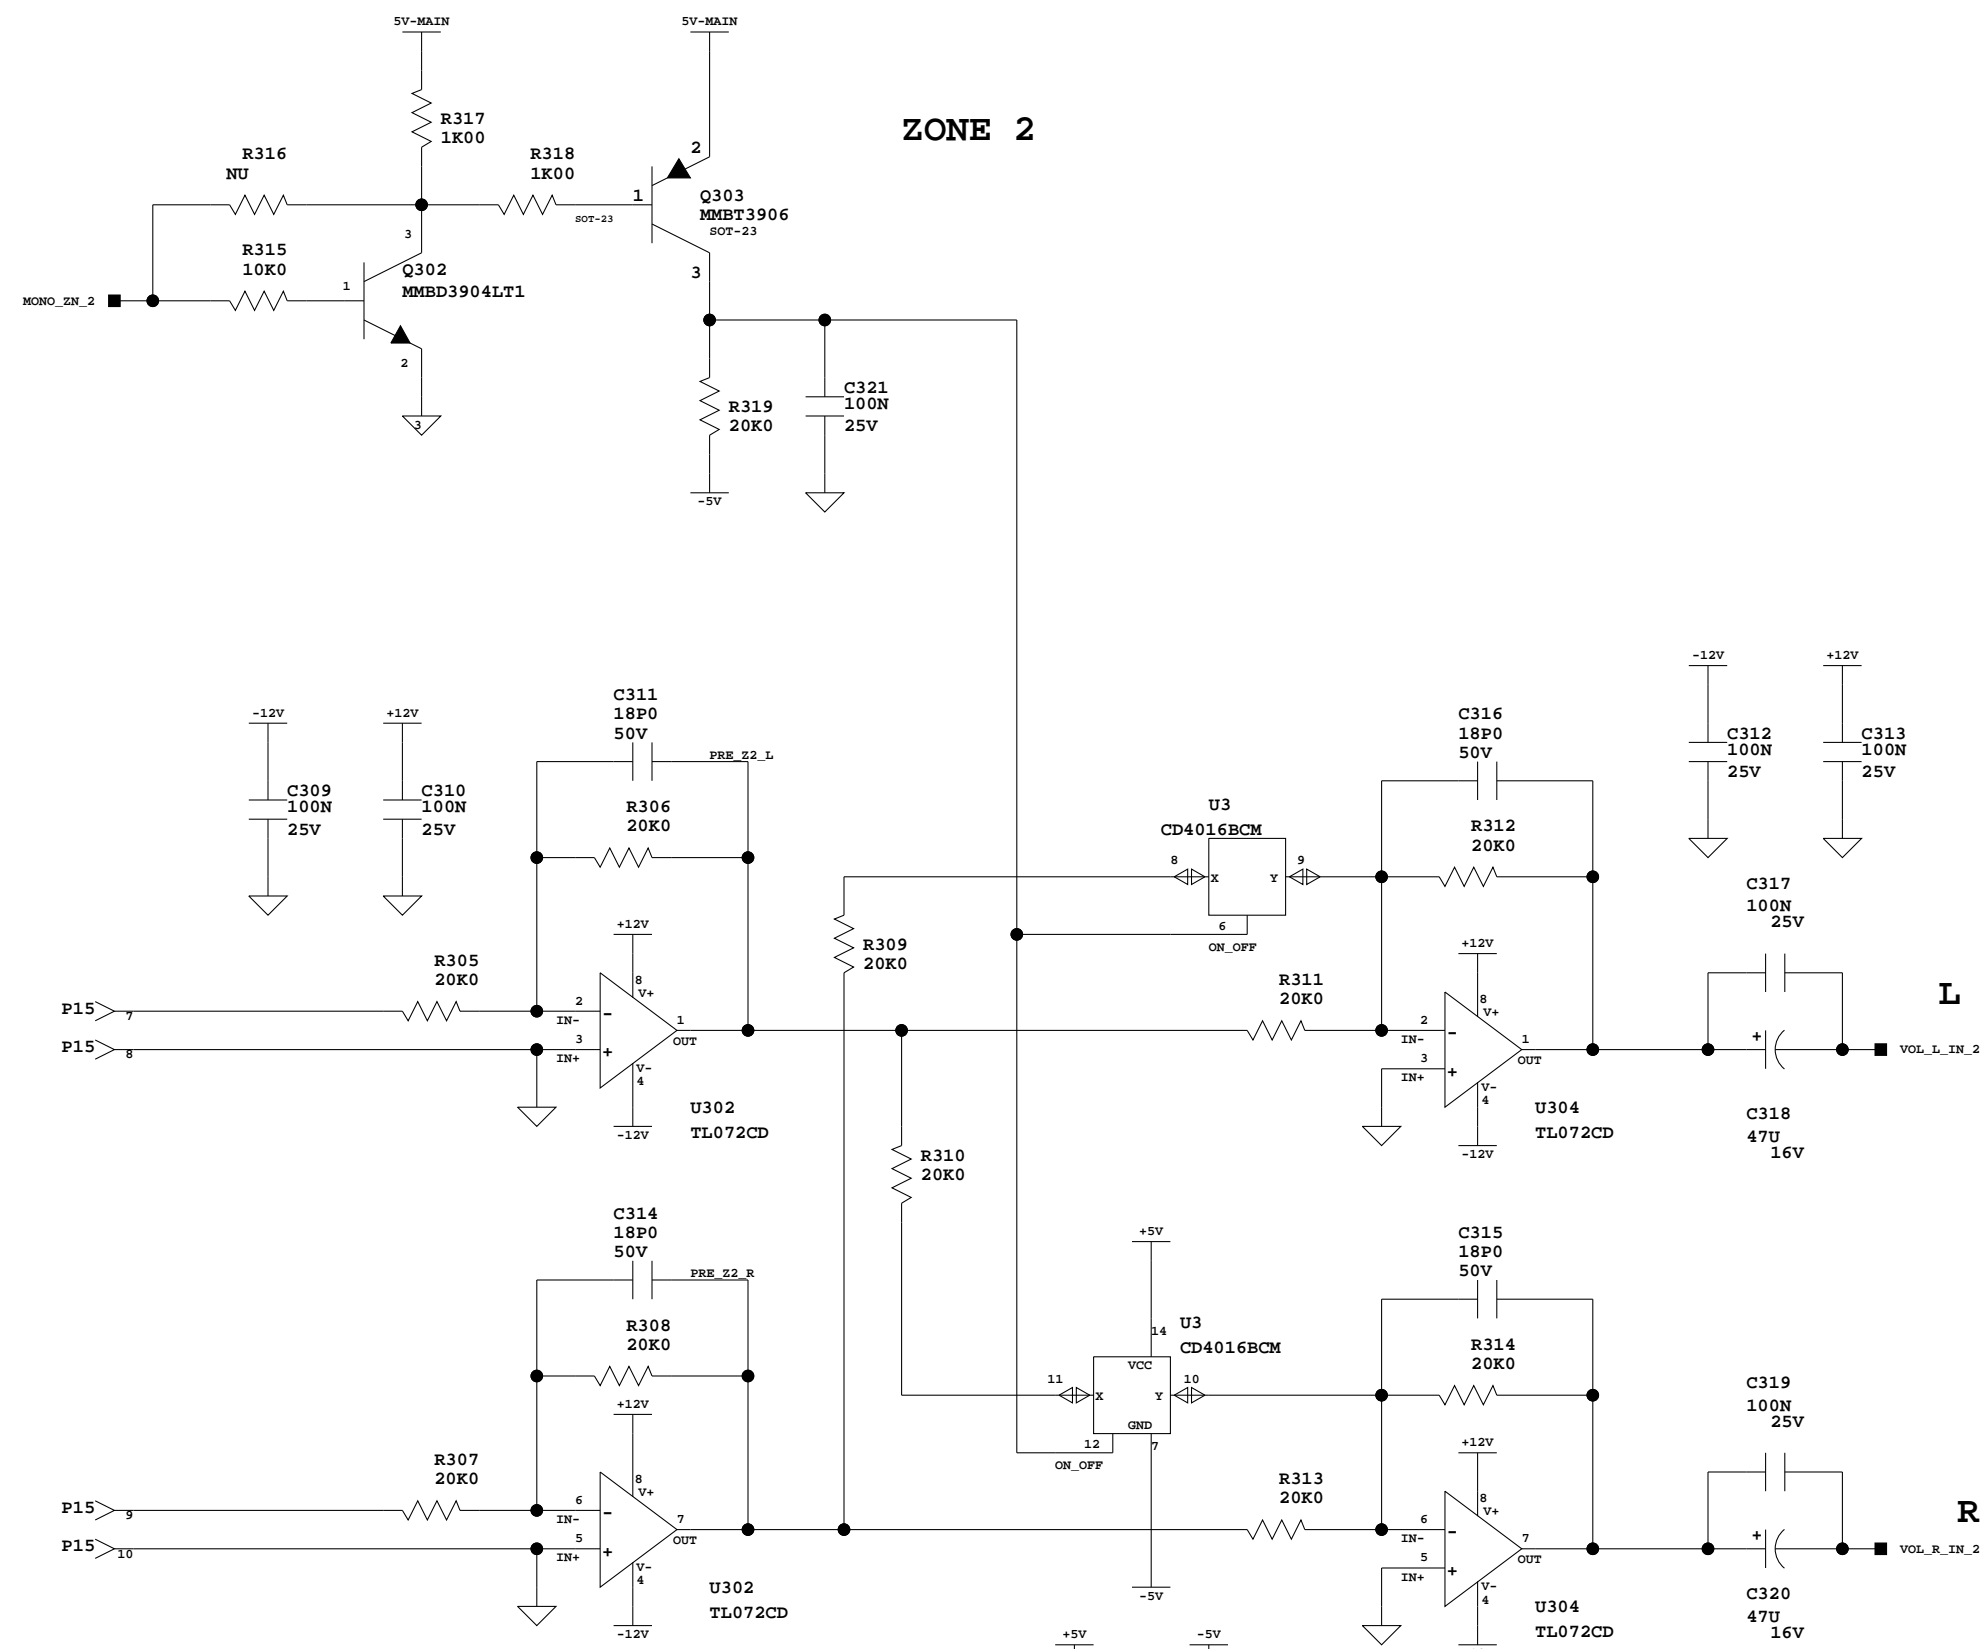 5V-MAIN
5V-MAIN
ZONE 2
R317
1K00
R316
NU
R318
1K00
2
1
Q303
MMBT3906
SOT-23
SOT-23
3
R315
10K0
Q302
MMBD3904LT1
3
1
MONO_ZN_2
2
3
R319
20K0
C321
100N
25V
-5V
-12V
+12V
C312
100N
25V
C313
100N
25V
C311
18P0
50V
PRE_Z2_L
-12V
+12V
C309
100N
25V
C310
100N
25V
R306
20K0
C316
18P0
50V
U3
CD4016BCM
R312
20K0
8
X
Y
9
6
ON_OFF
C317
100N
25V
+12V
R309
20K0
R305
20K0
8
V+
P15
7
2
IN-
-
1
OUT
P15
8
3
IN+
+
V-
4
-12V
U302
TL072CD
R311
20K0
+12V
8
V+
2
IN-
-
1
OUT
3
IN+
+
V-
4
-12V
U304
TL072CD
L
+
VOL_L_IN_2
C318
47U
16V
R310
20K0
C314
18P0
50V
PRE_Z2_R
R308
20K0
+5V
14
U3
CD4016BCM
VCC
11
X
Y
10
GND
12
7
ON_OFF
-5V
C315
18P0
50V
R314
20K0
C319
100N
25V
+12V
R307
20K0
8
V+
P15
9
6
IN-
-
7
OUT
P15
10
5
IN+
+
V-
4
-12V
U302
TL072CD
R313
20K0
+12V
8
V+
6
IN-
-
7
OUT
5
IN+
+
V-
4
U304
TL072CD
R
+
VOL_R_IN_2
C320
47U
16V
+5V
-5V